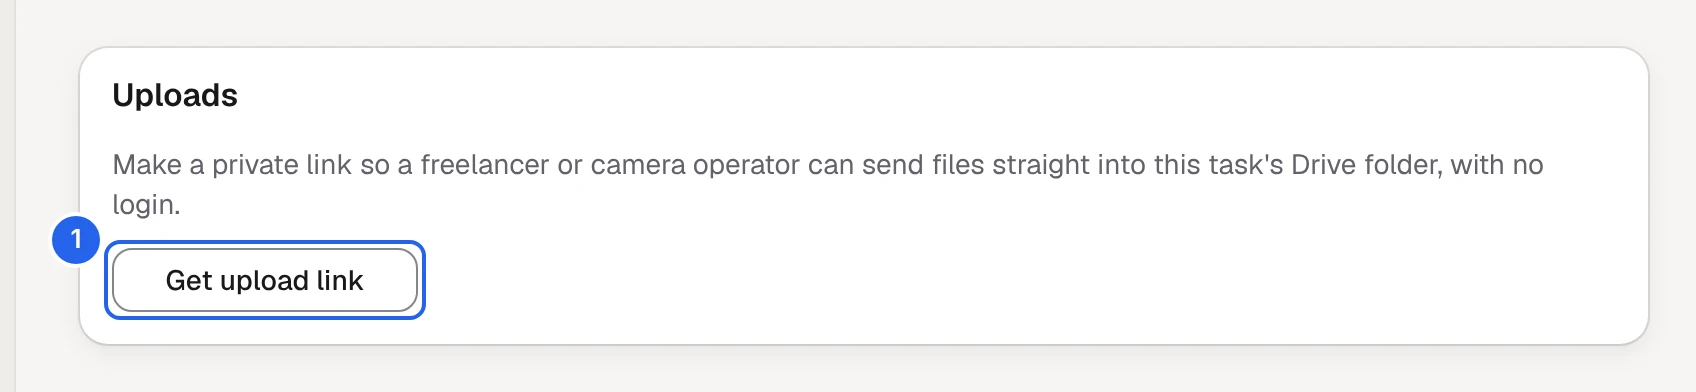 Uploads
Make a private link so a freelancer or camera operator can send files straight into this task's Drive folder, with no
login.
1
Get upload link